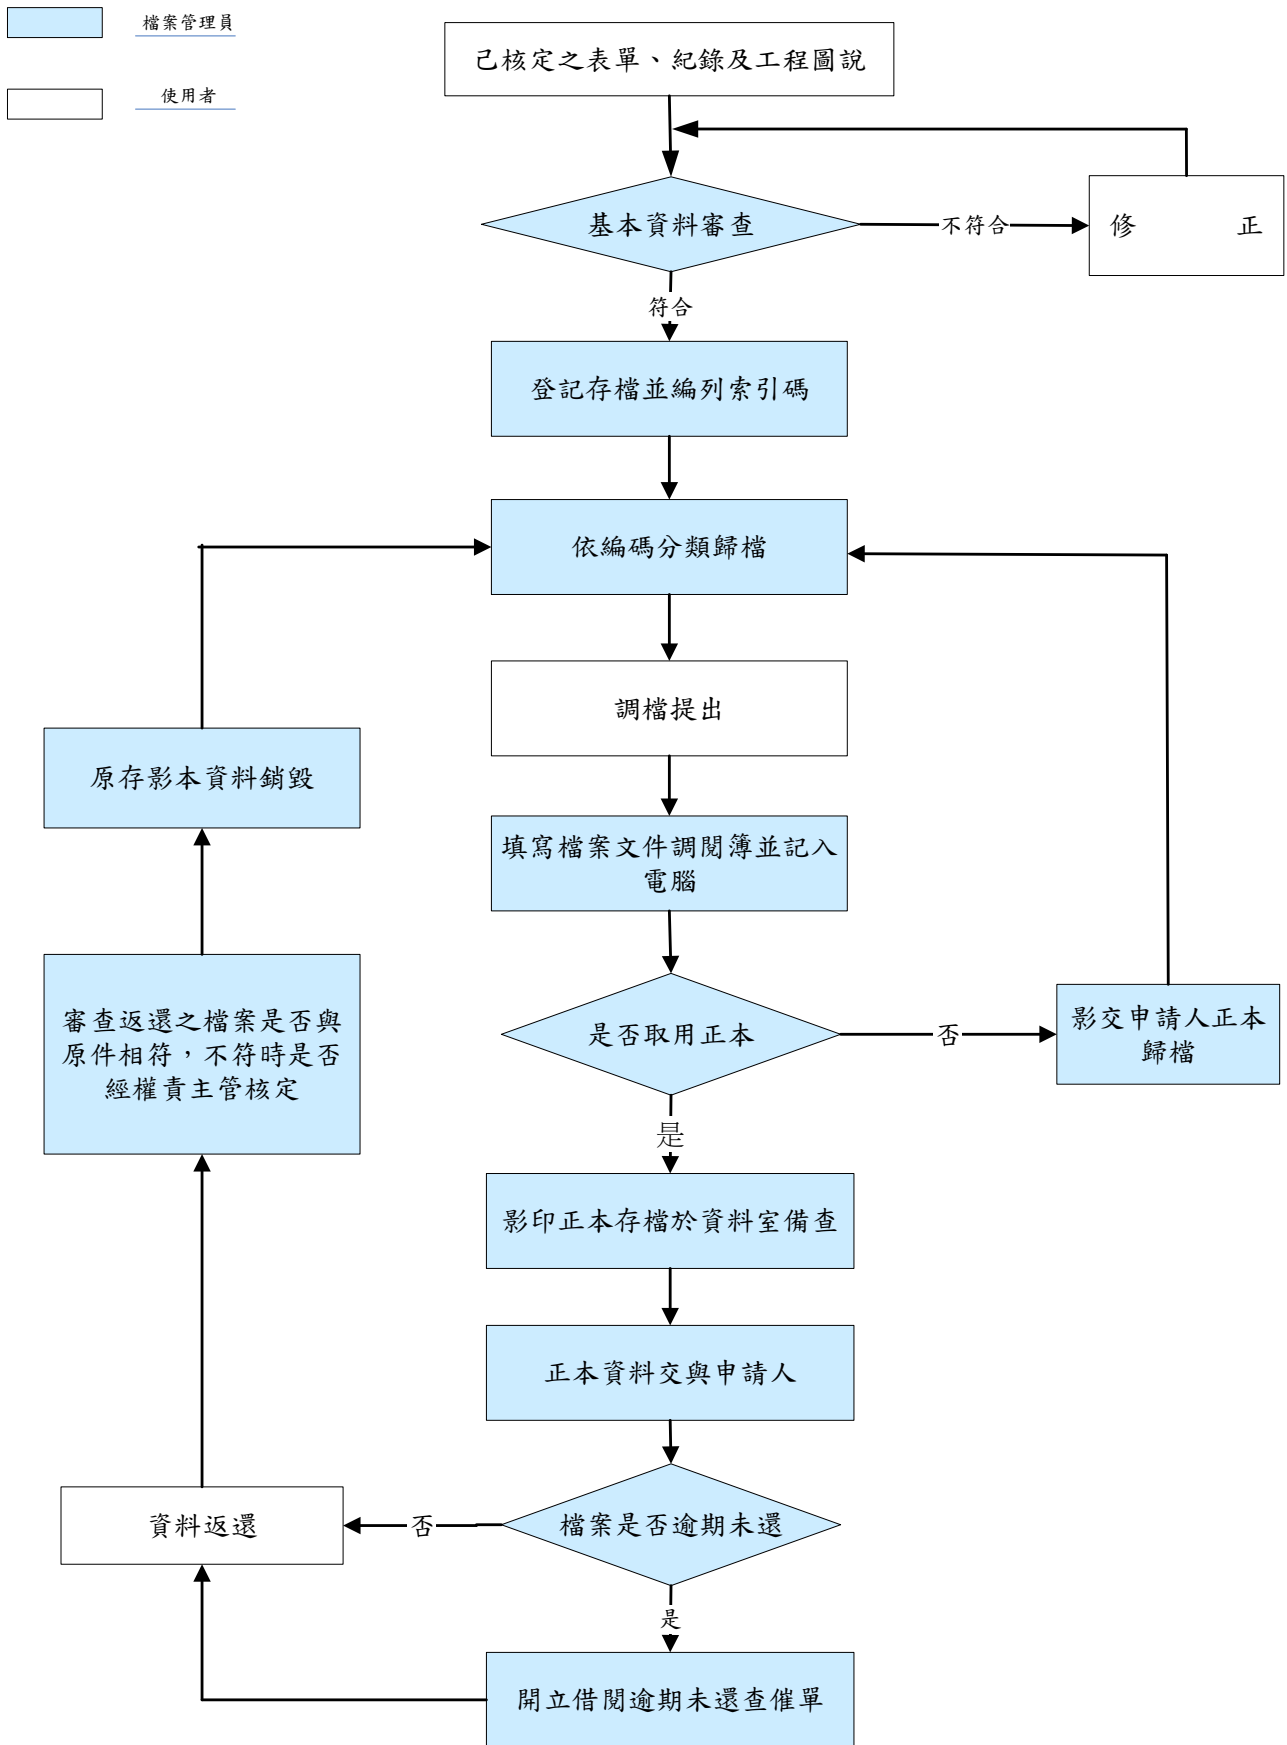 檔案管理員
使用者
己核定之表單、紀錄及工程圖說
基本資料審查
不符合
修 正
符合
登記存檔並編列索引碼
依編碼分類歸檔
調檔提出
原存影本資料銷毀
填寫檔案文件調閱簿並記入
電腦
審查返還之檔案是否與
原件相符，不符時是否
經權責主管核定
是否取用正本
否
影交申請人正本
歸檔
是
影印正本存檔於資料室備查
正本資料交與申請人
資料返還
否
檔案是否逾期未還
是
開立借閱逾期未還查催單